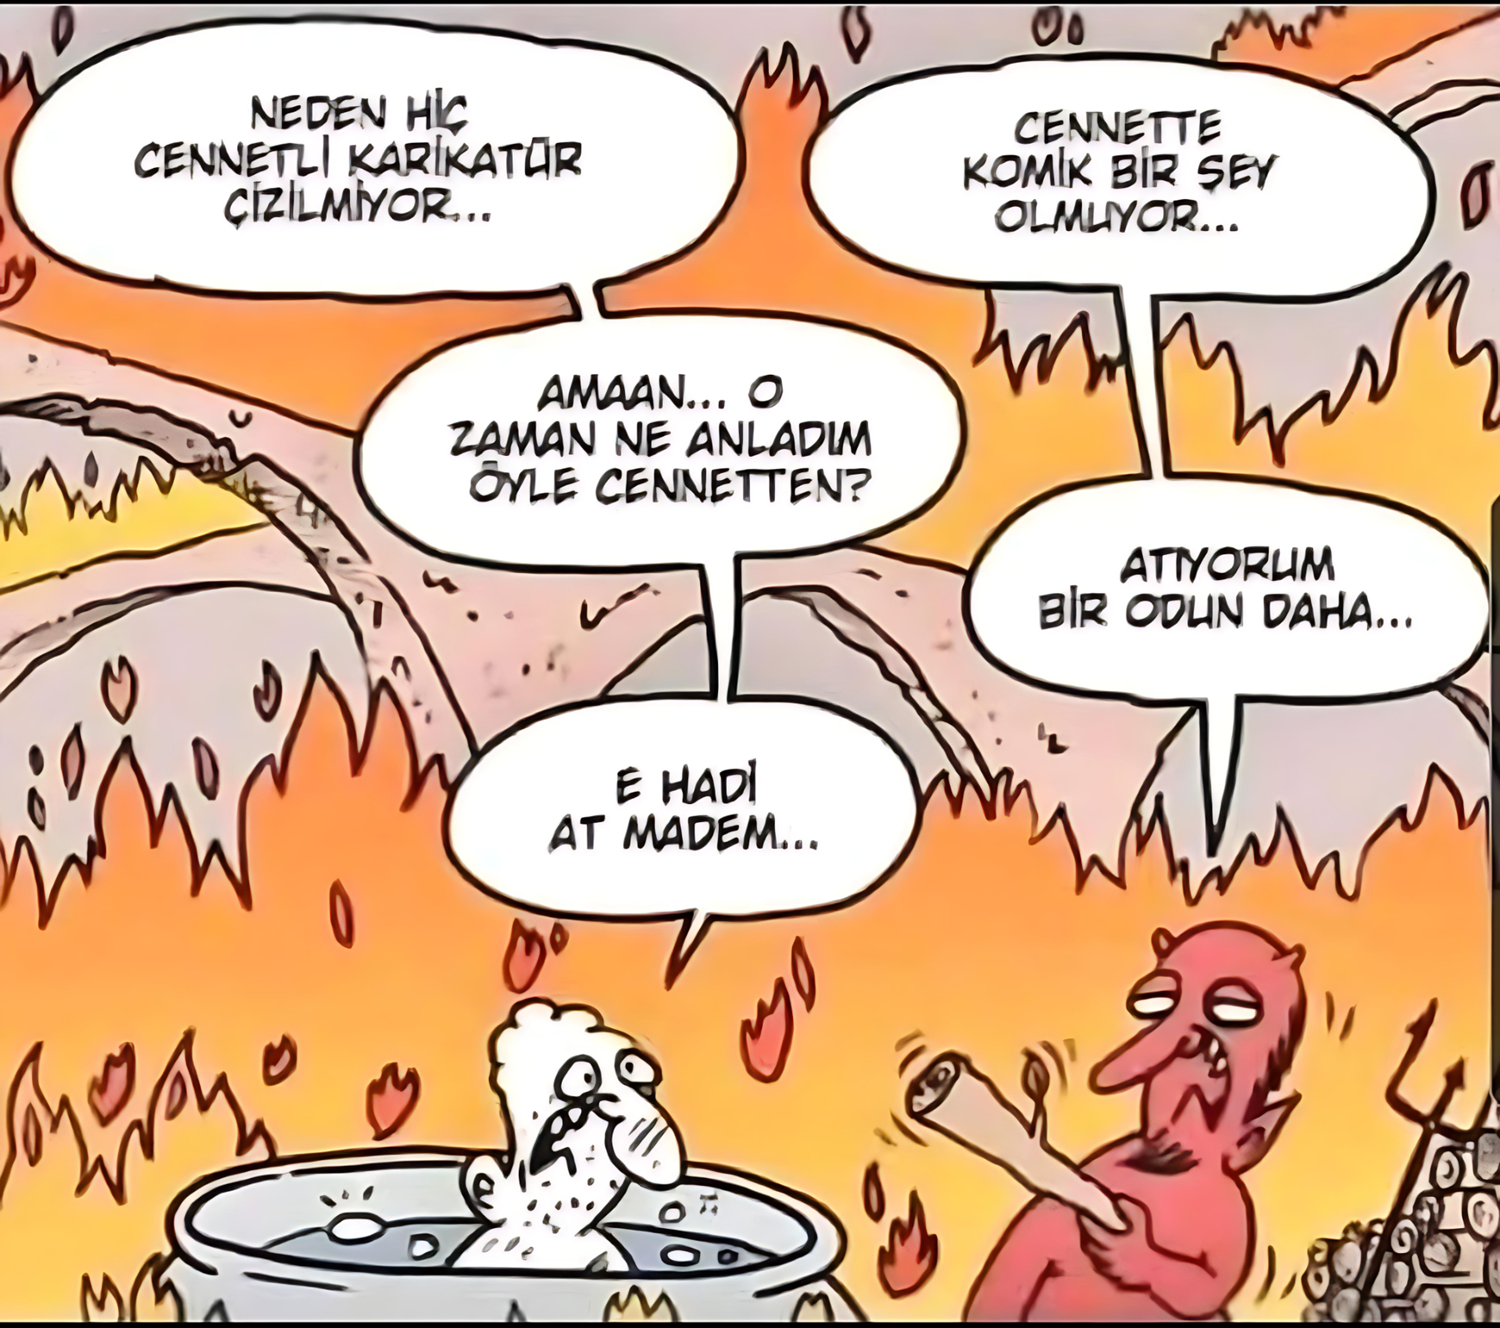 NEDEN HİÇ
CENNETLİ KARİKATÜR
ÇİZİLMİYOR...
CENNETTE
KOMİK BİR ŞEY
OLMUYOR...
AMAAN... O
ZAMAN NE ANLADIM
ÖYLE CENNETTEN?
ATIYORUM
BİR ODUN DAHA...
E HADİ
AT MADEM...